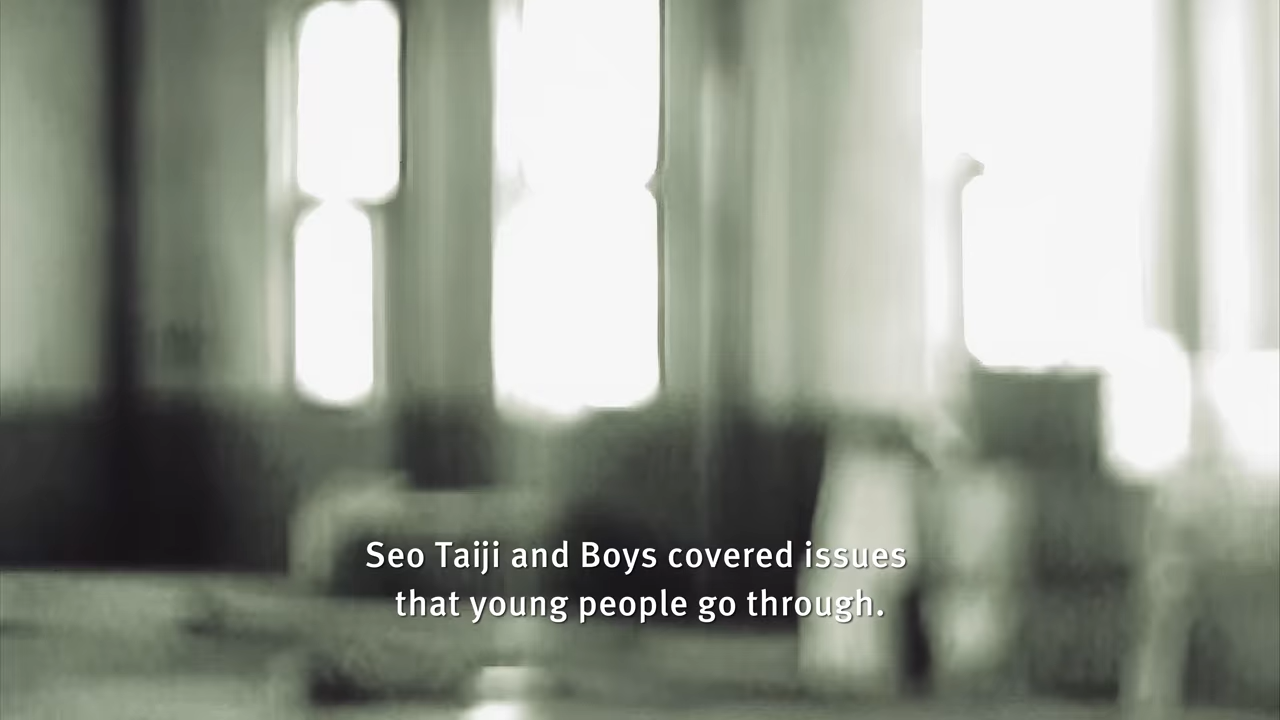 Seo Taiji and Boys covered issues
that young people go through.